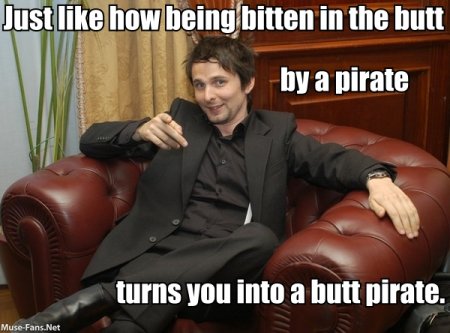 Just like how being bitten in the butt
by a pirate
turns you into a butt pirate.
Muse-Fans.Net